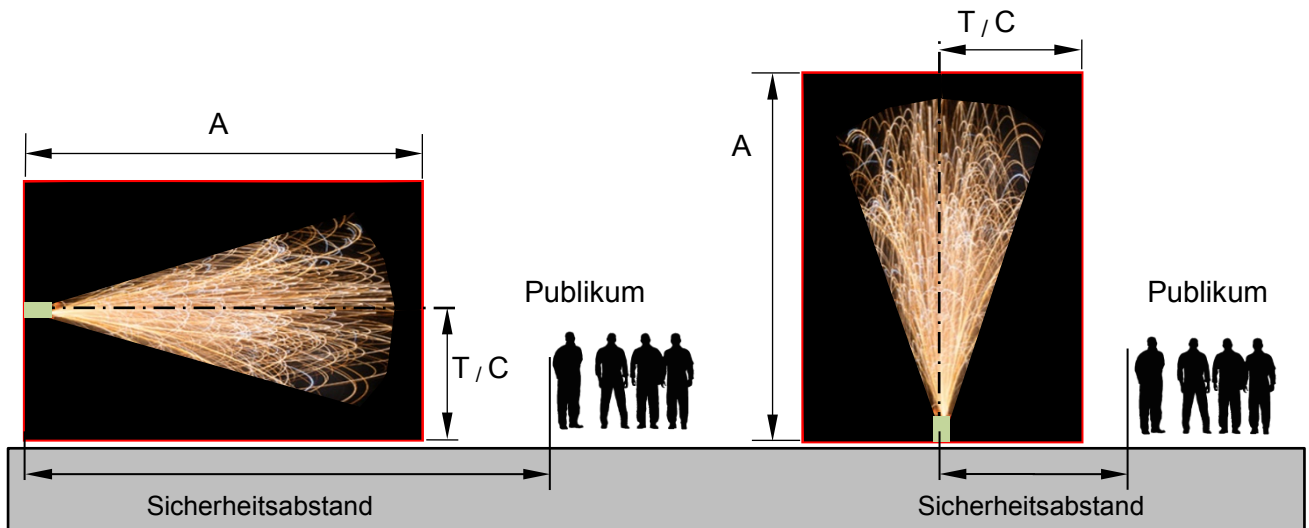 A
T / C
Publikum
Sicherheitsabstand
T / C
A
Publikum
Sicherheitsabstand